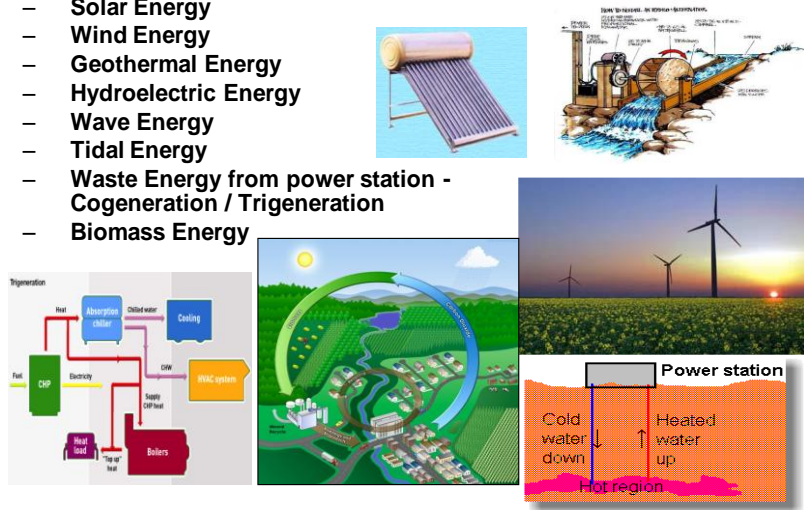 – Solar Energy
– Wind Energy
– Geothermal Energy
– Hydroelectric Energy
– Wave Energy
– Tidal Energy
– Waste Energy from power station -
Cogeneration / Trigeneration
– Biomass Energy
Trigeneration
Heat
Absorption
chiller
Chilled water
Cooling
Fuel
CHP
Electricity
CHW
HVAC system
Supply
CHP heat
Heat
load
"Top up"
heat
Boilers
Carbon Dioxide
Power station
Cold
water
down
↓
↑
Heated
water
up
Hot region